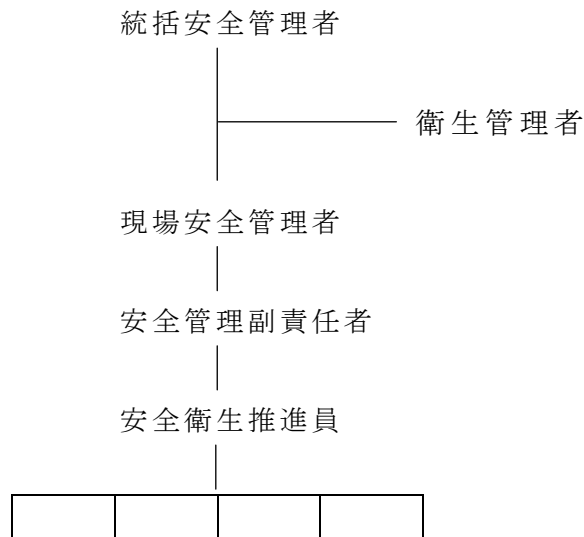 統括安全管理者
衛生管理者
現場安全管理者
安全管理副責任者
安全衛生推進員